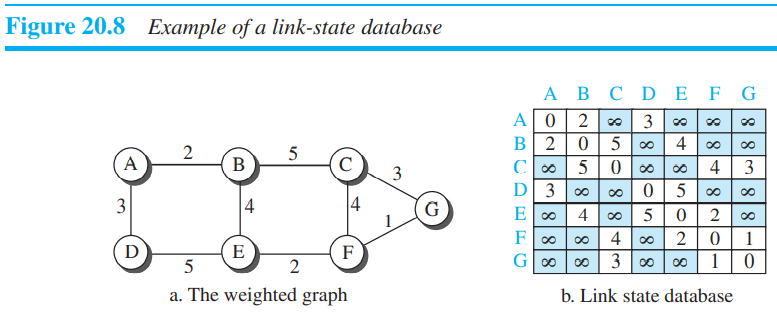 Figure 20.8 Example of a link-state database
A B C D E F G
A 0 2 ∞ 3 ∞ ∞ ∞
B 2 0 5 ∞ 4 ∞ ∞
C ∞ 5 0 ∞ ∞ 4 3
D 3 ∞ ∞ 0 5 ∞ ∞
E ∞ 4 ∞ 5 0 2 ∞
F ∞ ∞ 4 ∞ 2 0 1
G ∞ ∞ 3 ∞ ∞ 1 0
2 5
A B C 3
3 4 4 1 G
D E F
5 2
a. The weighted graph
b. Link state database